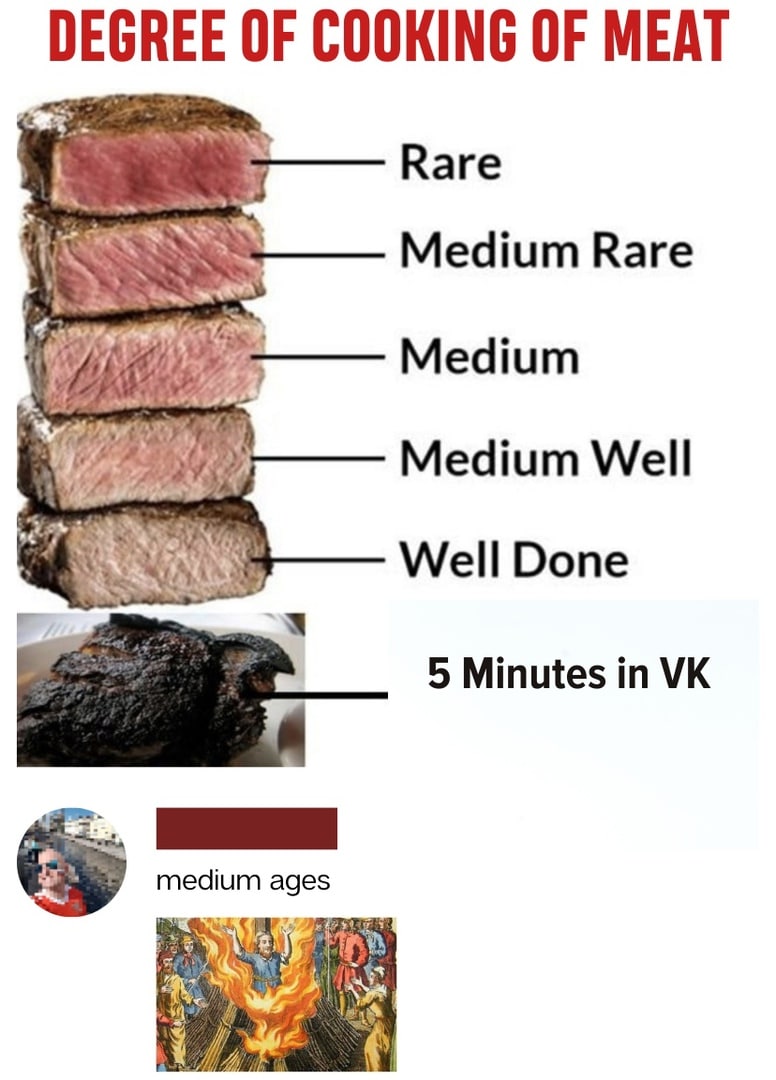 DEGREE OF COOKING OF MEAT
Rare
Medium Rare
Medium
Medium Well
Well Done
5 Minutes in VK
medium ages